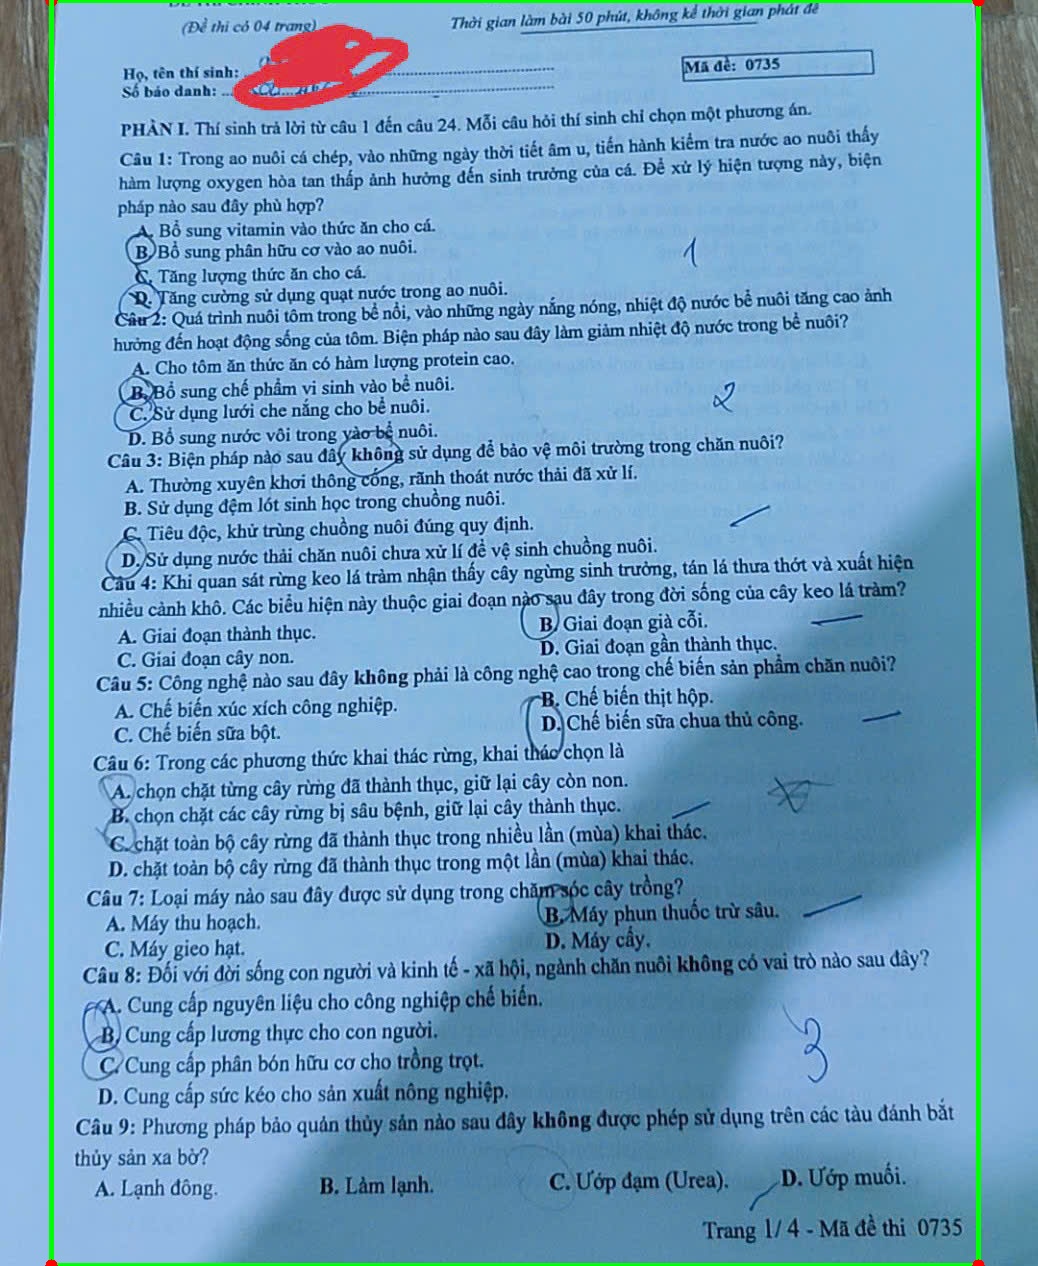 (Đề thi có 04 trang)
Thời gian làm bài 50 phút, không kể thời gian phát đề
Họ, tên thí sinh:
Số báo danh:
Mã đề: 0735
PHẦN I. Thí sinh trả lời từ câu 1 đến câu 24. Mỗi câu hỏi thí sinh chỉ chọn một phương án.
Câu 1: Trong ao nuôi cá chép, vào những ngày thời tiết âm u, tiến hành kiểm tra nước ao nuôi thấy
hàm lượng oxygen hòa tan thấp ảnh hưởng đến sinh trưởng của cá. Để xử lý hiện tượng này, biện
pháp nào sau đây phù hợp?
A. Bổ sung vitamin vào thức ăn cho cá.
B. Bổ sung phân hữu cơ vào ao nuôi.
C. Tăng lượng thức ăn cho cá.
D. Tăng cường sử dụng quạt nước trong ao nuôi.
1
Câu 2: Quá trình nuôi tôm trong bể nổi, vào những ngày nắng nóng, nhiệt độ nước bể nuôi tăng cao ảnh
hưởng đến hoạt động sống của tôm. Biện pháp nào sau đây làm giảm nhiệt độ nước trong bể nuôi?
A. Cho tôm ăn thức ăn có hàm lượng protein cao.
B. Bổ sung chế phẩm vi sinh vào bể nuôi.
C. Sử dụng lưới che nắng cho bể nuôi.
D. Bổ sung nước vôi trong vào bể nuôi.
2
Câu 3: Biện pháp nào sau đây không sử dụng để bảo vệ môi trường trong chăn nuôi?
A. Thường xuyên khơi thông cống, rãnh thoát nước thải đã xử lí.
B. Sử dụng đệm lót sinh học trong chuồng nuôi.
C. Tiêu độc, khử trùng chuồng nuôi đúng quy định.
D. Sử dụng nước thải chăn nuôi chưa xử lí để vệ sinh chuồng nuôi.
Câu 4: Khi quan sát rừng keo lá tràm nhận thấy cây ngừng sinh trưởng, tán lá thưa thớt và xuất hiện
nhiều cành khô. Các biểu hiện này thuộc giai đoạn nào sau đây trong đời sống của cây keo lá tràm?
A. Giai đoạn thành thục. B. Giai đoạn già cỗi.
C. Giai đoạn cây non. D. Giai đoạn gần thành thục.
Câu 5: Công nghệ nào sau đây không phải là công nghệ cao trong chế biến sản phẩm chăn nuôi?
A. Chế biến xúc xích công nghiệp. B. Chế biến thịt hộp.
C. Chế biến sữa bột. D. Chế biến sữa chua thủ công.
Câu 6: Trong các phương thức khai thác rừng, khai thác chọn là
A. chọn chặt từng cây rừng đã thành thục, giữ lại cây còn non.
B. chọn chặt các cây rừng bị sâu bệnh, giữ lại cây thành thục.
C. chặt toàn bộ cây rừng đã thành thục trong nhiều lần (mùa) khai thác.
D. chặt toàn bộ cây rừng đã thành thục trong một lần (mùa) khai thác.
Câu 7: Loại máy nào sau đây được sử dụng trong chăm sóc cây trồng?
A. Máy thu hoạch. B. Máy phun thuốc trừ sâu.
C. Máy gieo hạt. D. Máy cấy.
Câu 8: Đối với đời sống con người và kinh tế - xã hội, ngành chăn nuôi không có vai trò nào sau đây?
A. Cung cấp nguyên liệu cho công nghiệp chế biến.
B. Cung cấp lương thực cho con người.
C. Cung cấp phân bón hữu cơ cho trồng trọt.
D. Cung cấp sức kéo cho sản xuất nông nghiệp.
3
Câu 9: Phương pháp bảo quản thủy sản nào sau đây không được phép sử dụng trên các tàu đánh bắt
thủy sản xa bờ?
A. Lạnh đông. B. Làm lạnh. C. Ướp đạm (Urea). D. Ướp muối.
Trang 1/ 4 - Mã đề thi 0735